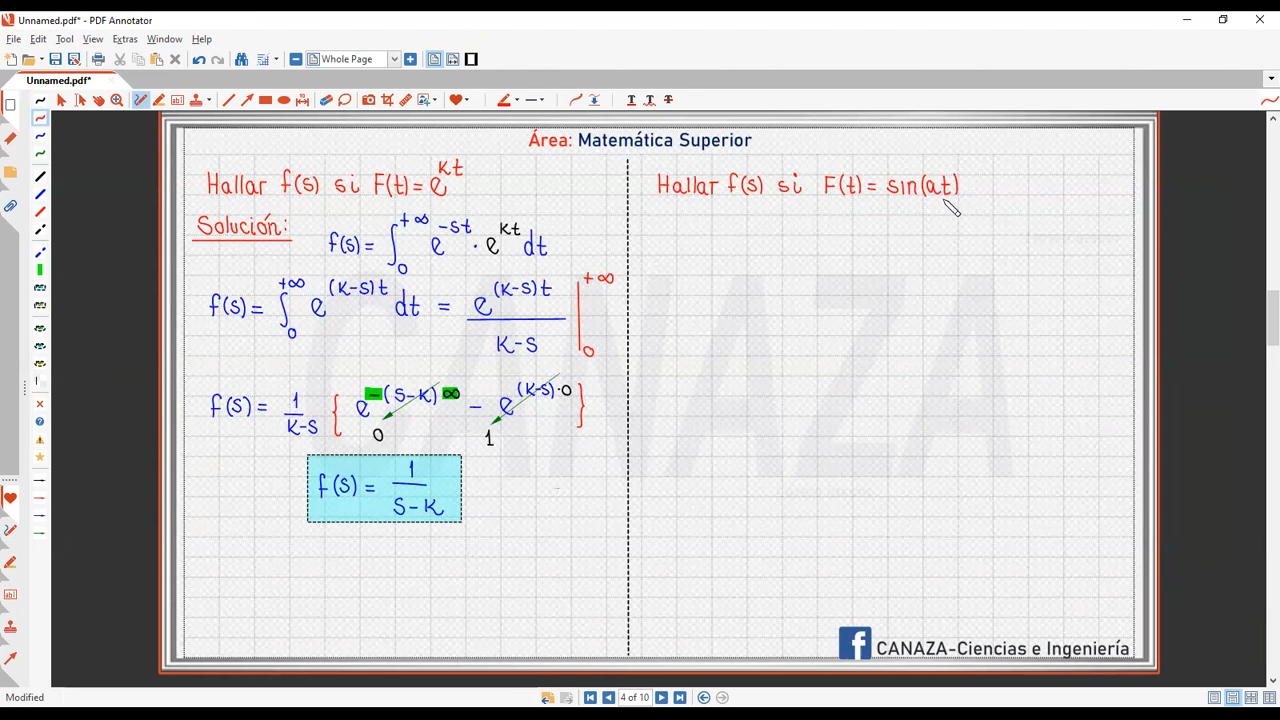 Unnamed.pdf* - PDF Annotator
File Edit Tool View Extras Window Help
Whole Page
Unnamed.pdf*
Área: Matemática Superior
Hallar f(s) si F(t) = e^{kt}
Solución:
f(s) = ∫_0^{+∞} e^{-st} · e^{kt} dt
f(s) = ∫_0^{+∞} e^{(k-s)t} dt = e^{(k-s)t} / k-s |_0^{+∞}
f(s) = 1/k-s { e^{-(s-k)∞} - e^{(k-s)·0} }
0 1
f(s) = 1 / s-k
Hallar f(s) si F(t) = sin(at)
CANAZA-Ciencias e Ingeniería
Modified
4 of 10